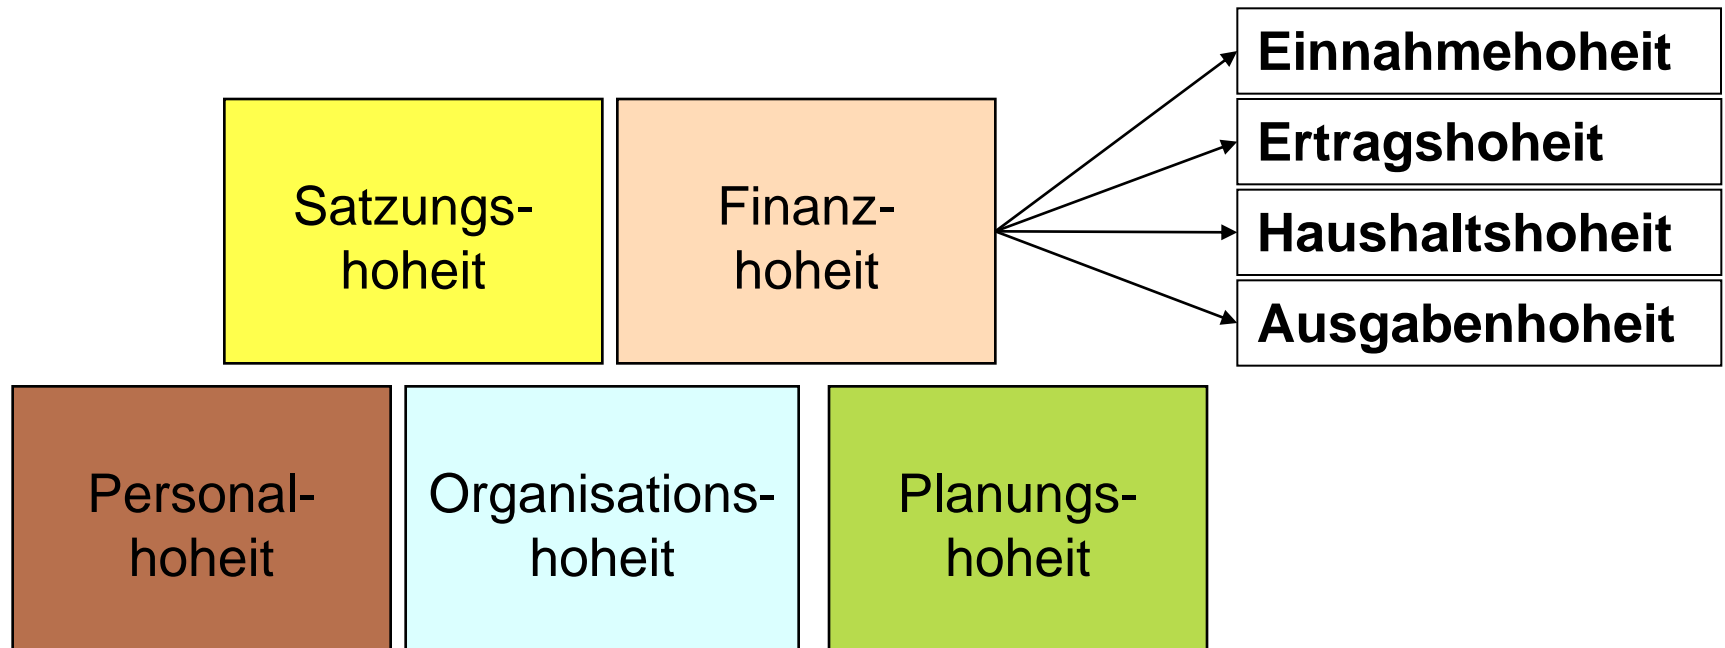 Satzungs-
hoheit
Finanz-
hoheit
Einnahmehoheit
Ertragshoheit
Haushaltshoheit
Ausgabenhoheit
Personal-
hoheit
Organisations-
hoheit
Planungs-
hoheit